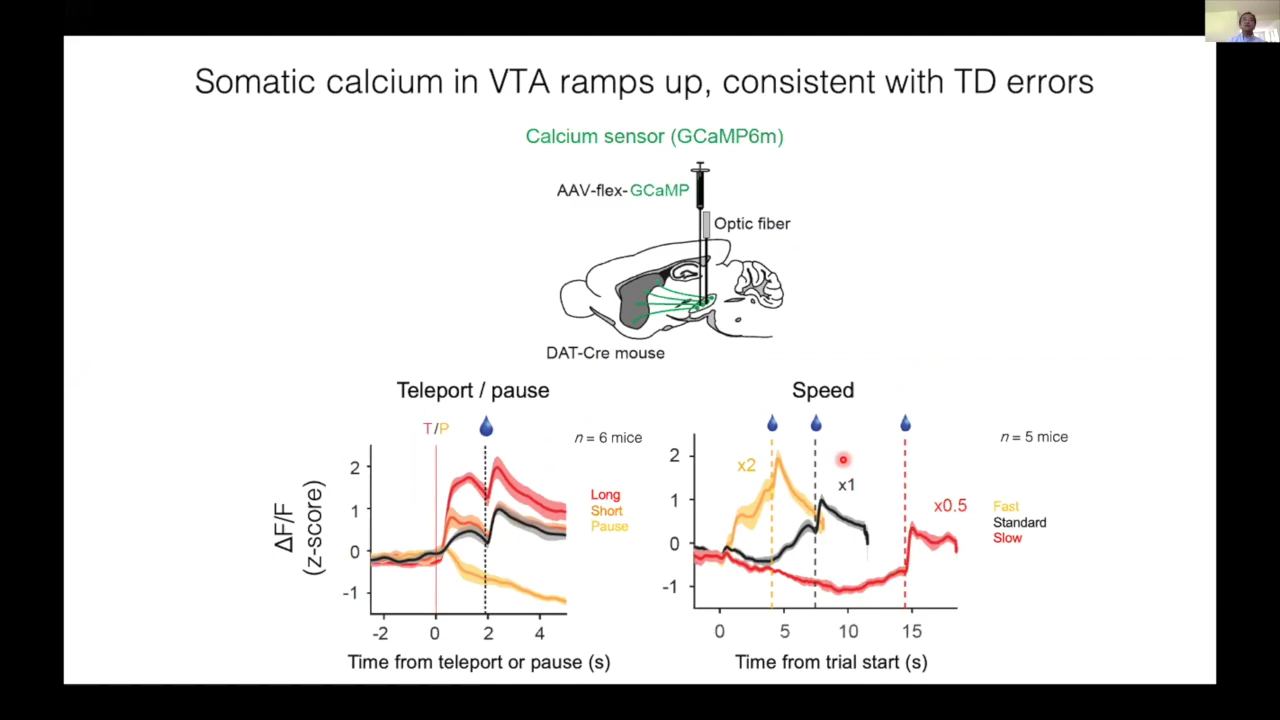 Somatic calcium in VTA ramps up, consistent with TD errors
Calcium sensor (GCaMP6m)
AAV-flex-GCaMP
Optic fiber
DAT-Cre mouse
Teleport / pause
T/P
n = 6 mice
2
1
0
-1
ΔF/F
(z-score)
Long
Short
Pause
-2
0
2
4
Time from teleport or pause (s)
Speed
n = 5 mice
2
1
0
-1
x2
x1
x0.5
Fast
Standard
Slow
0
5
10
15
Time from trial start (s)